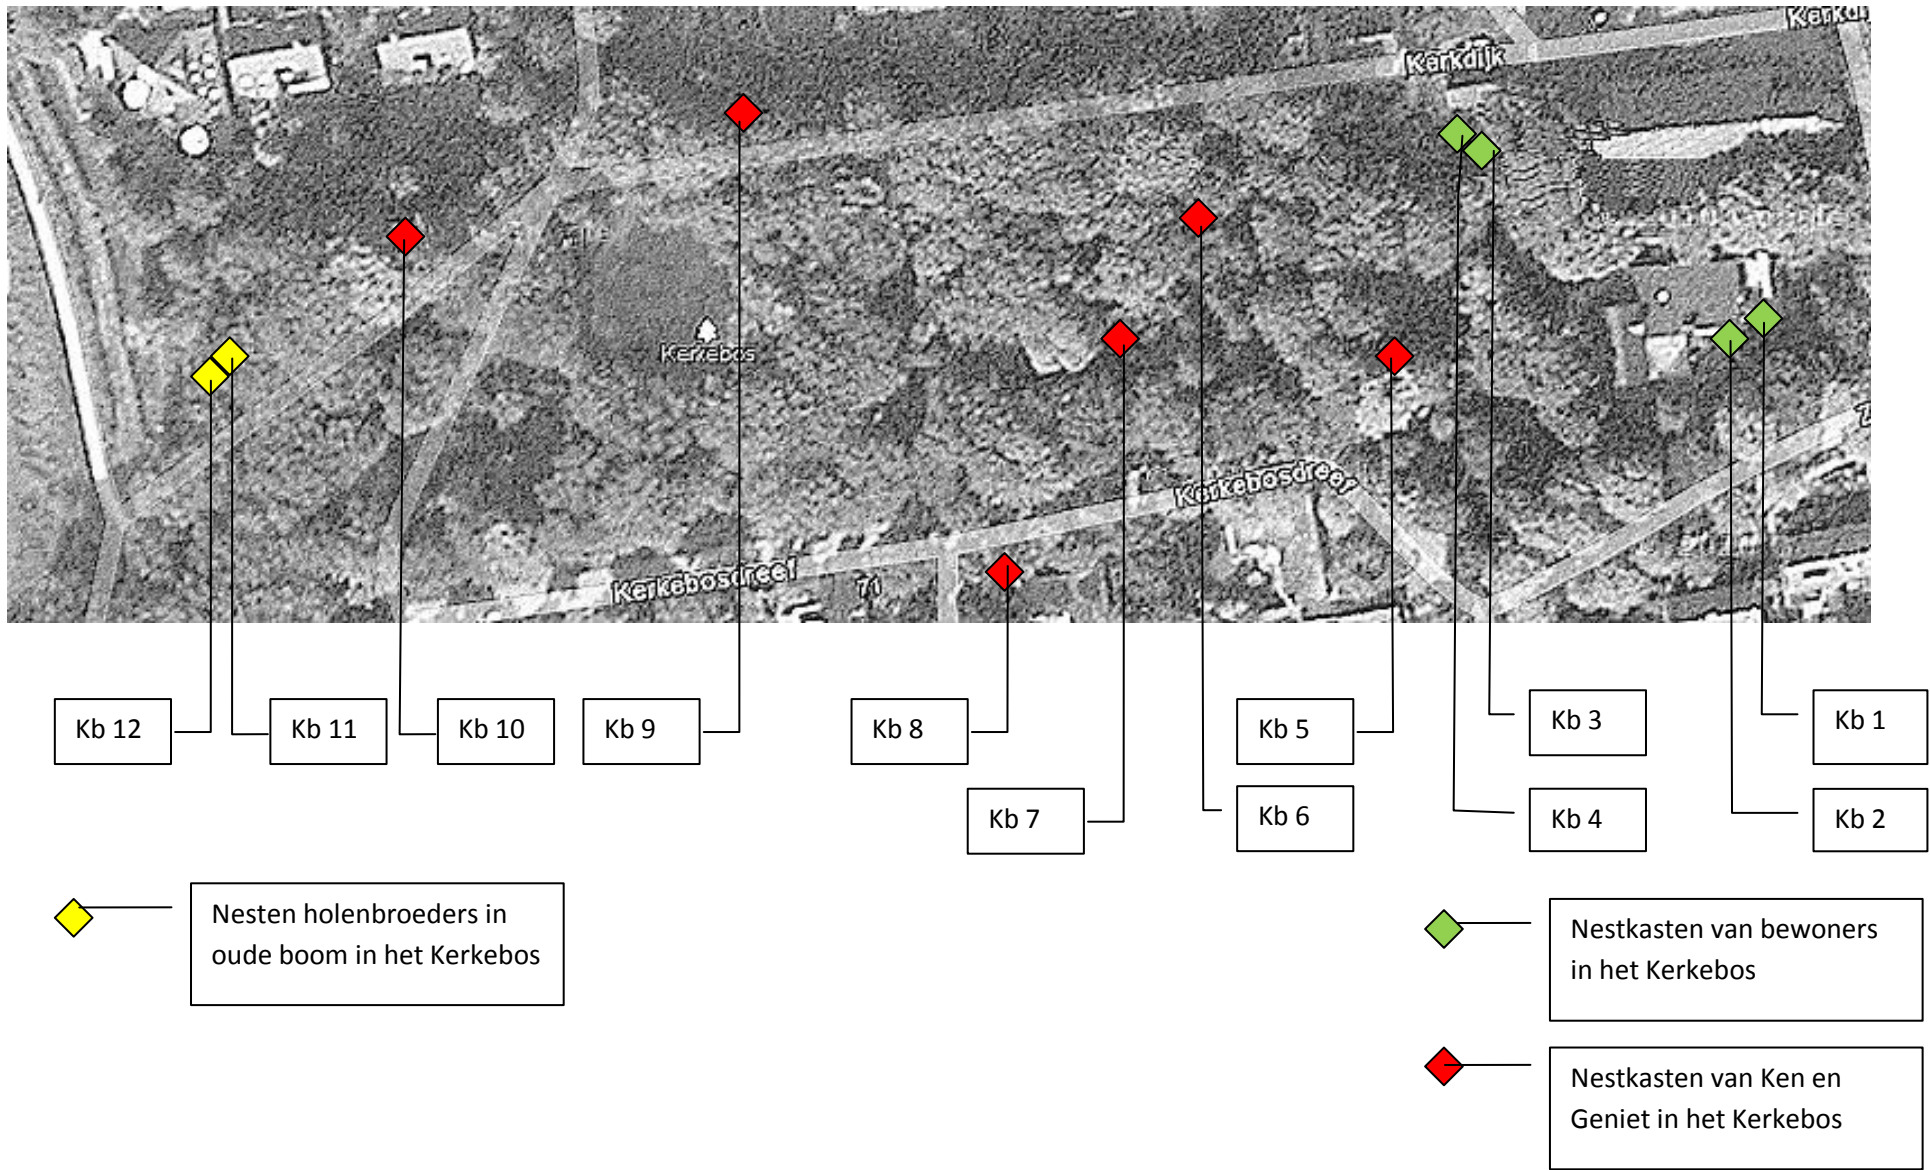 Kerkdijk
Kerkebos
Kerkebosdreef
Kerkebosdreef
71
Kb 12
Kb 11
Kb 10
Kb 9
Kb 8
Kb 5
Kb 3
Kb 1
Kb 7
Kb 6
Kb 4
Kb 2
Nesten holenbroeders in
oude boom in het Kerkebos
Nestkasten van bewoners
in het Kerkebos
Nestkasten van Ken en
Geniet in het Kerkebos